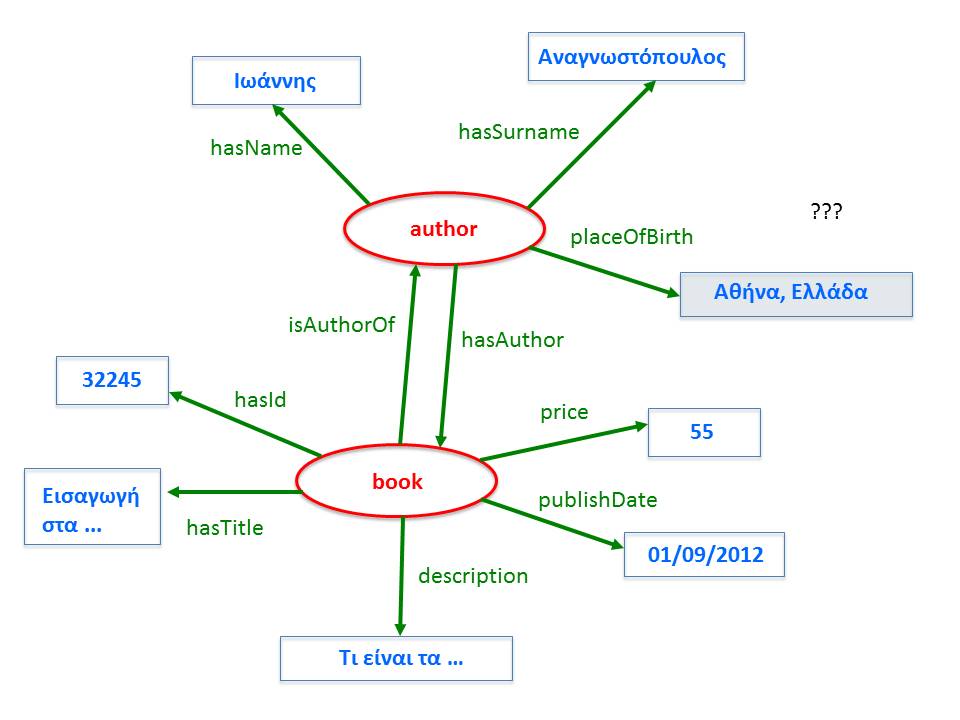 Αναγνωστόπουλος
Ιωάννης
hasSurname
hasName
???
author
placeOfBirth
Αθήνα, Ελλάδα
isAuthorOf
hasAuthor
32245
hasId
price
55
book
Εισαγωγή
στα ...
publishDate
hasTitle
01/09/2012
description
Τι είναι τα ...